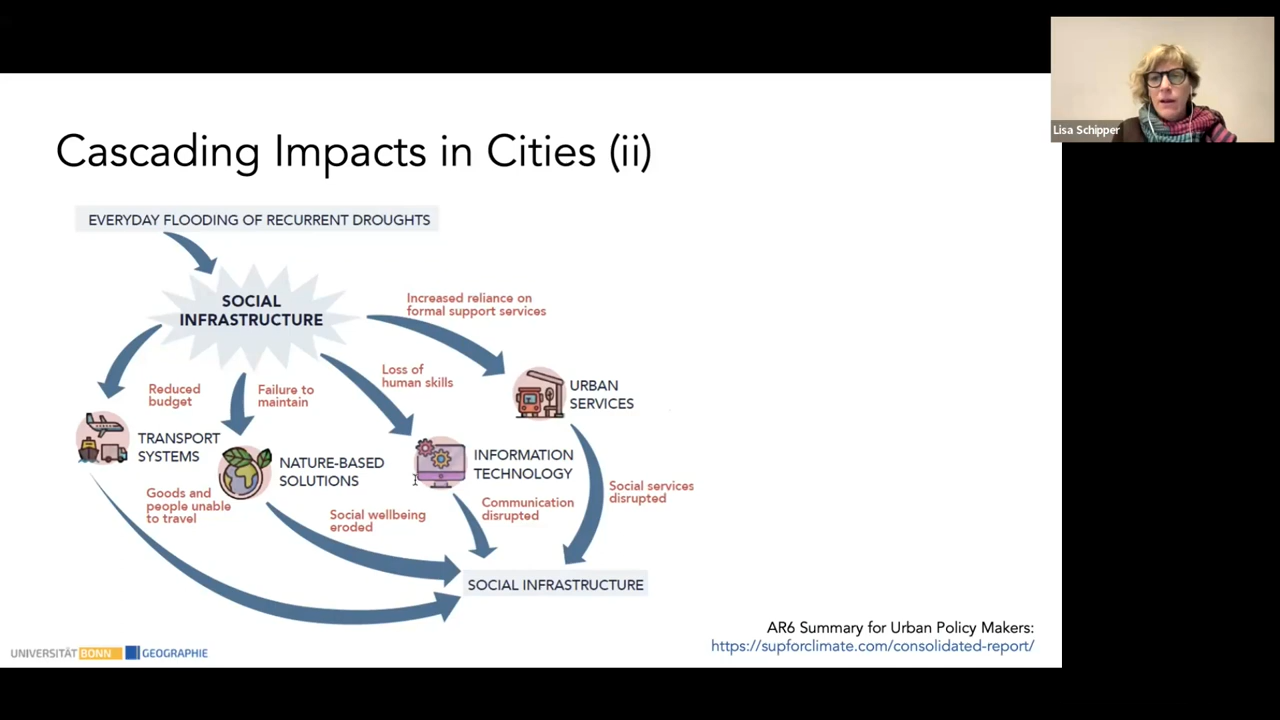 Lisa Schipper
Cascading Impacts in Cities (ii)
EVERYDAY FLOODING OF RECURRENT DROUGHTS
SOCIAL
INFRASTRUCTURE
Increased reliance on
formal support services
Loss of
human skills
Reduced
budget
Failure to
maintain
URBAN
SERVICES
TRANSPORT
SYSTEMS
NATURE-BASED
SOLUTIONS
INFORMATION
TECHNOLOGY
Goods and
people unable
to travel
Social wellbeing
eroded
Communication
disrupted
Social services
disrupted
SOCIAL INFRASTRUCTURE
AR6 Summary for Urban Policy Makers:
https://supforclimate.com/consolidated-report/
UNIVERSITÄT BONN GEOGRAPHIE